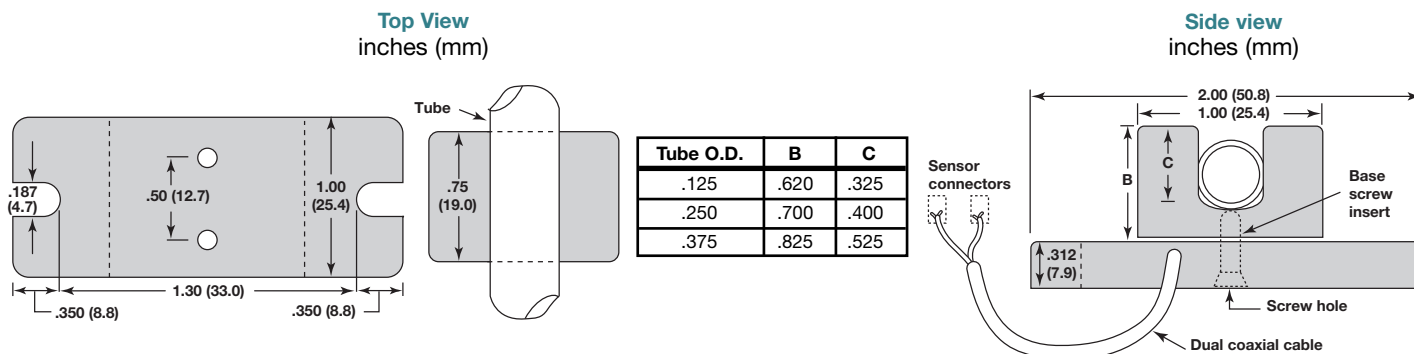 Top View
inches (mm)
Side view
inches (mm)
Tube
.187
(4.7)
.50 (12.7)
1.00
(25.4)
.350 (8.8)
1.30 (33.0)
.350 (8.8)
.75
(19.0)
Tube O.D. B C
.125 .620 .325
.250 .700 .400
.375 .825 .525
2.00 (50.8)
1.00 (25.4)
Sensor
connectors
B
C
Base
screw
insert
.312
(7.9)
Screw hole
Dual coaxial cable